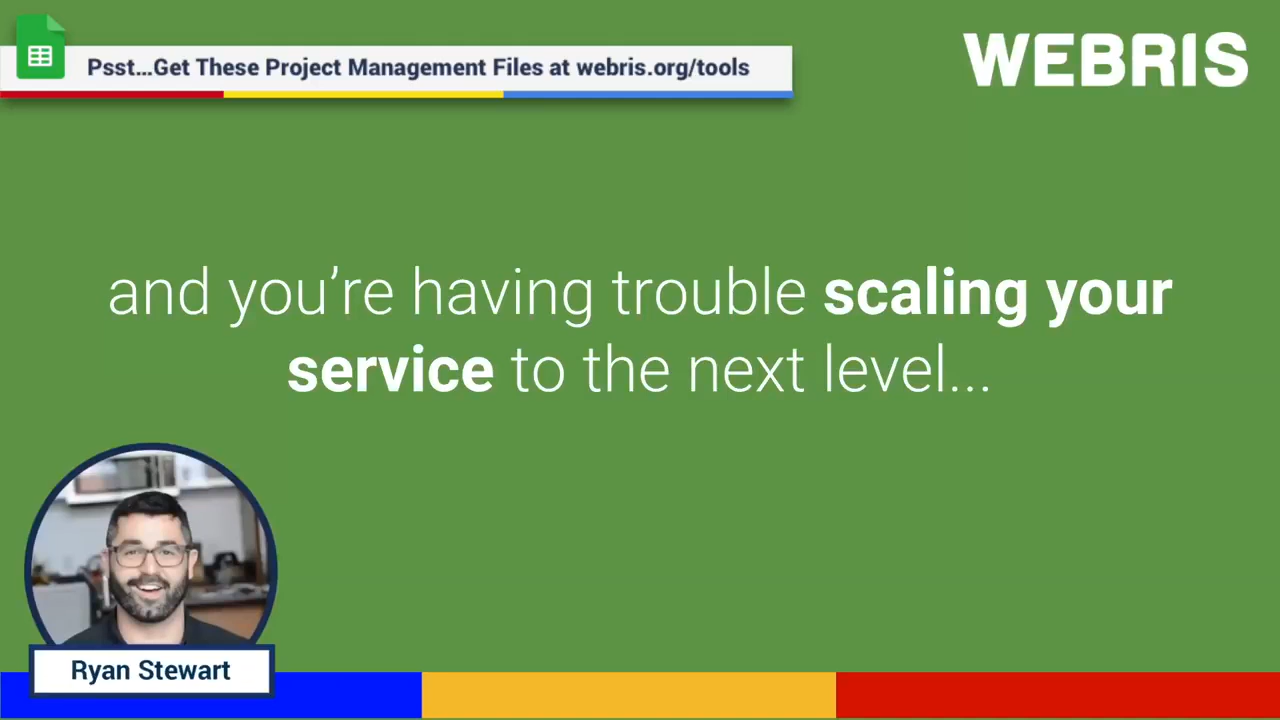 Psst...Get These Project Management Files at webris.org/tools
WEBRIS
and you’re having trouble scaling your
service to the next level...
Ryan Stewart